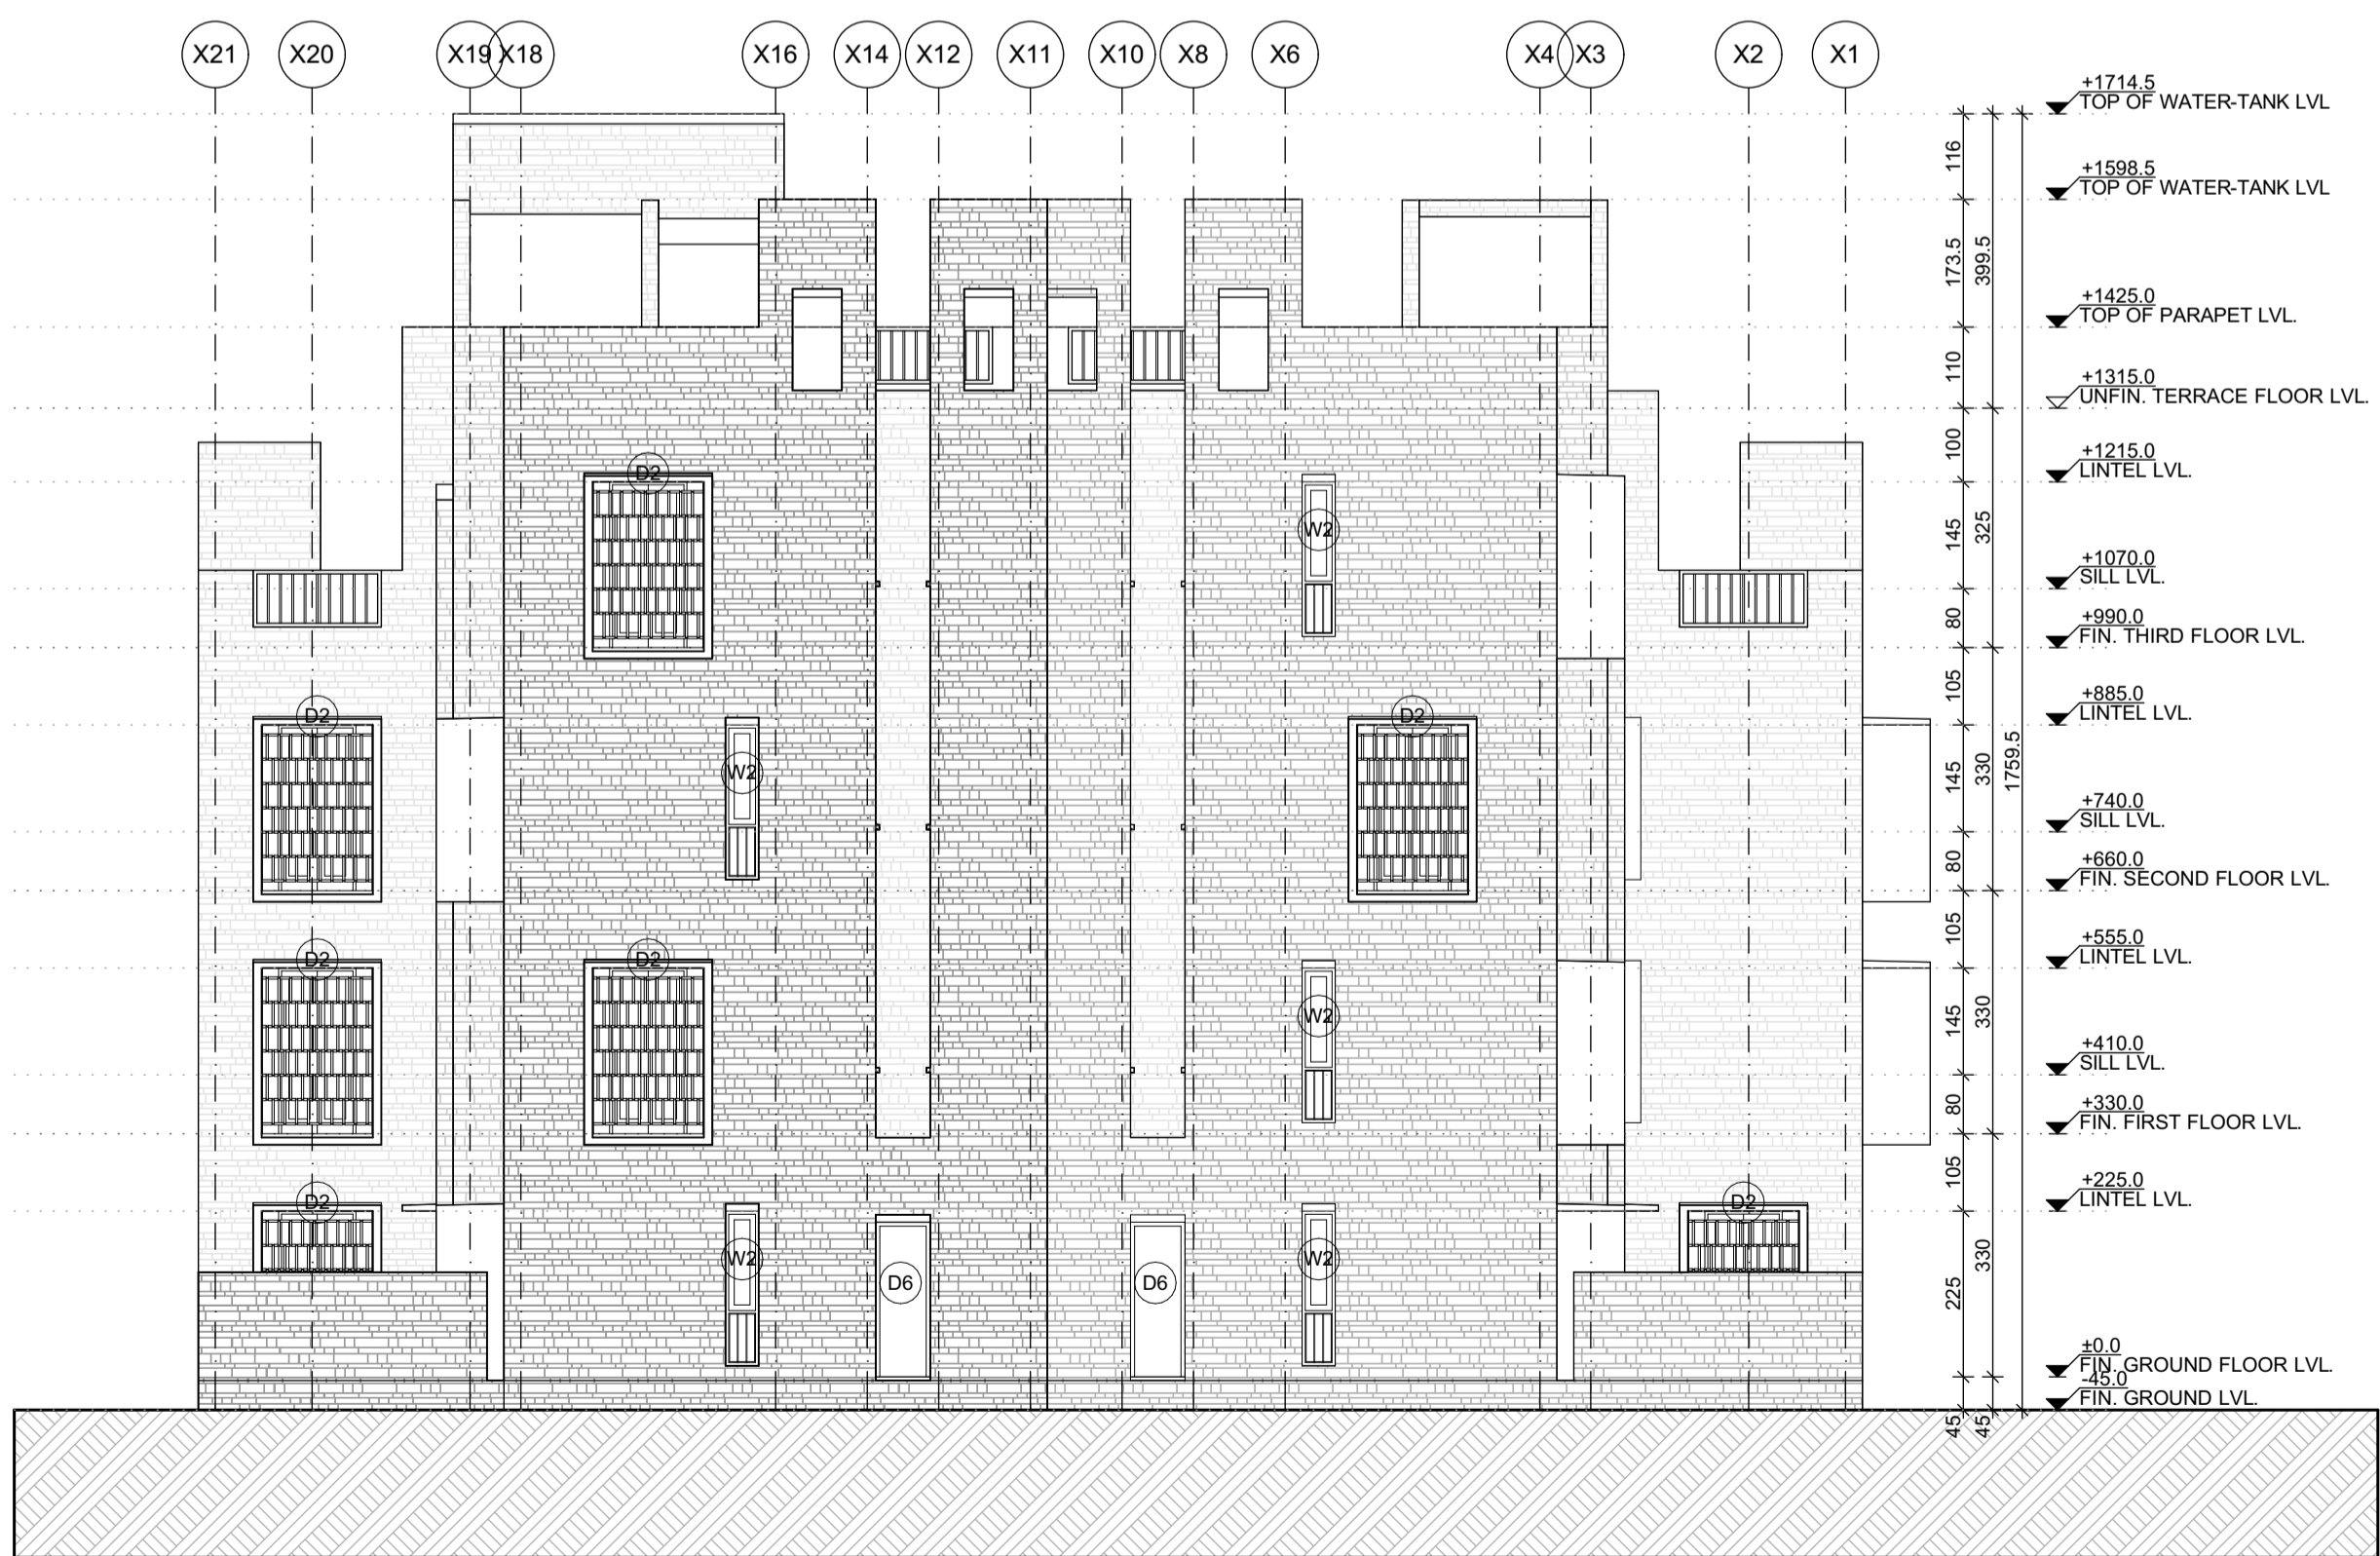 X21 X20 X19 X18 X16 X14 X12 X11 X10 X8 X6 X4 X3 X2 X1
+1714.5
TOP OF WATER-TANK LVL
116
+1598.5
TOP OF WATER-TANK LVL
173.5 399.5
+1425.0
TOP OF PARAPET LVL.
110
+1315.0
UNFIN. TERRACE FLOOR LVL.
100
+1215.0
LINTEL LVL.
D2
W2
145 325
+1070.0
SILL LVL.
80
+990.0
FIN. THIRD FLOOR LVL.
105
+885.0
LINTEL LVL.
D2 D2
W2
145 330 1759.5
+740.0
SILL LVL.
80
+660.0
FIN. SECOND FLOOR LVL.
105
+555.0
LINTEL LVL.
D2 D2
W2
145 330
+410.0
SILL LVL.
80
+330.0
FIN. FIRST FLOOR LVL.
105
+225.0
LINTEL LVL.
D2 D2
W2 W2
D6 D6
225 330
±0.0
FIN. GROUND FLOOR LVL.
-45.0
FIN. GROUND LVL.
45 45